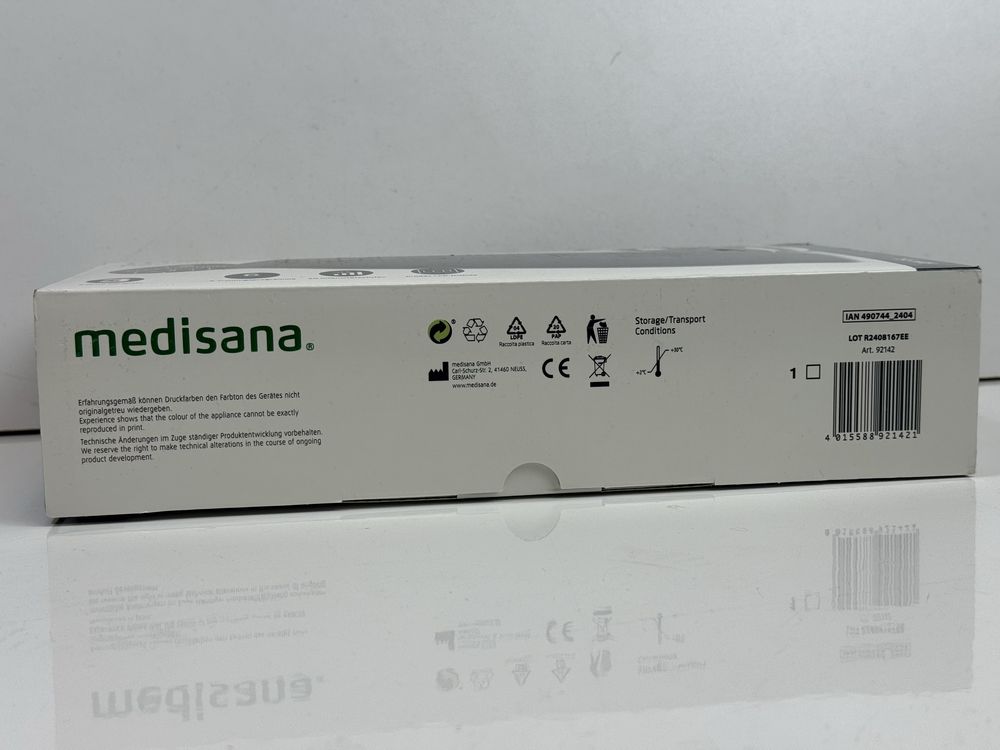 medisana®
Erfahrungsgemäß können Druckfarben den Farbton des Gerätes nicht
originalgetreu wiedergeben.
Experience shows that the colour of the appliance cannot be exactly
reproduced in print.
Technische Änderungen im Zuge ständiger Produktentwicklung vorbehalten.
We reserve the right to make technical alterations in the course of ongoing
product development.
04
LDPE
Raccolta plastica
20
PAP
Raccolta carta
medisana GmbH
Carl-Schurz-Str. 2, 41460 NEUSS,
GERMANY
www.medisana.de
CE
Storage/Transport
Conditions
+30°C
IAN 490744_2404
LOT R2408167EE
Art. 92142
1
4 015588 921421